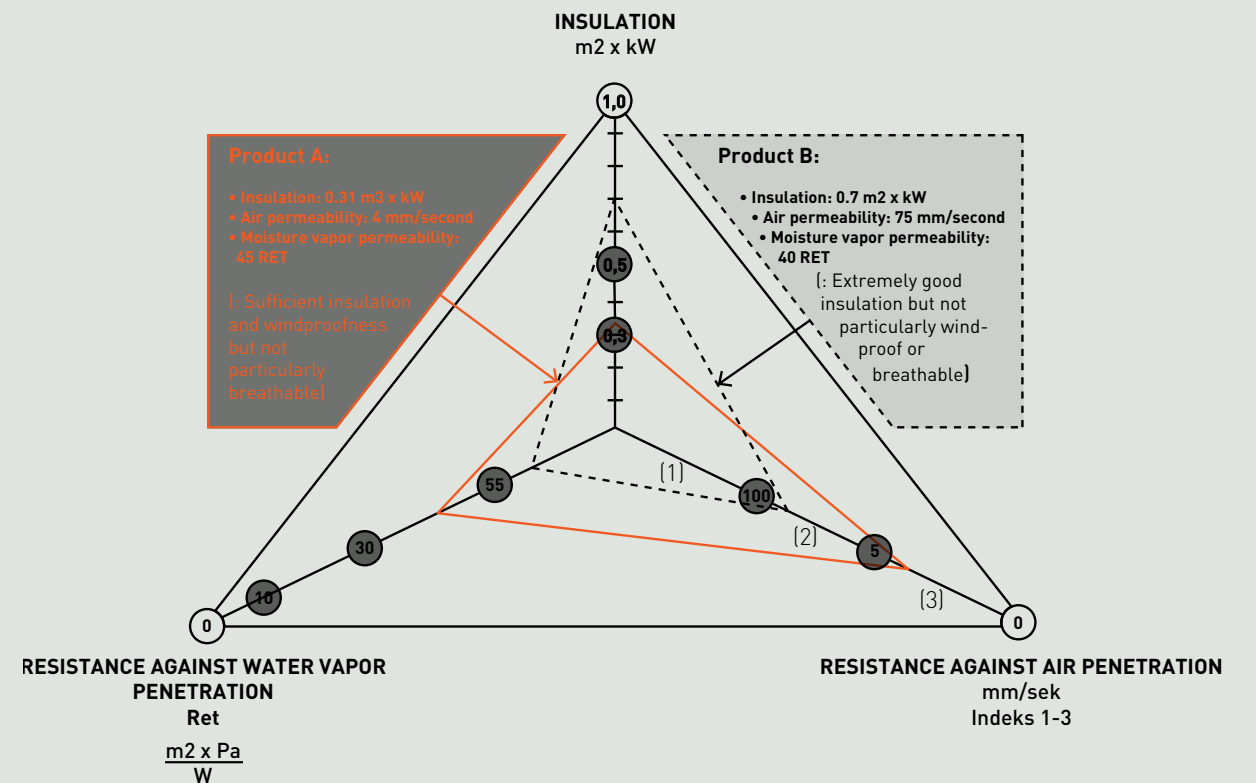 INSULATION
m2 x kW
1,0
Product A:
• Insulation: 0.31 m3 x kW
• Air permeability: 4 mm/second
• Moisture vapor permeability:
45 RET
(: Sufficient insulation
and windproofness
but not
particularly
breathable)
Product B:
• Insulation: 0.7 m2 x kW
• Air permeability: 75 mm/second
• Moisture vapor permeability:
40 RET
(: Extremely good
insulation but not
particularly wind-
proof or
breathable)
0,5
0,3
(1)
55
100
(2)
30
5
10
(3)
0
0
RESISTANCE AGAINST WATER VAPOR
PENETRATION
Ret
m2 x Pa
W
RESISTANCE AGAINST AIR PENETRATION
mm/sek
Indeks 1-3